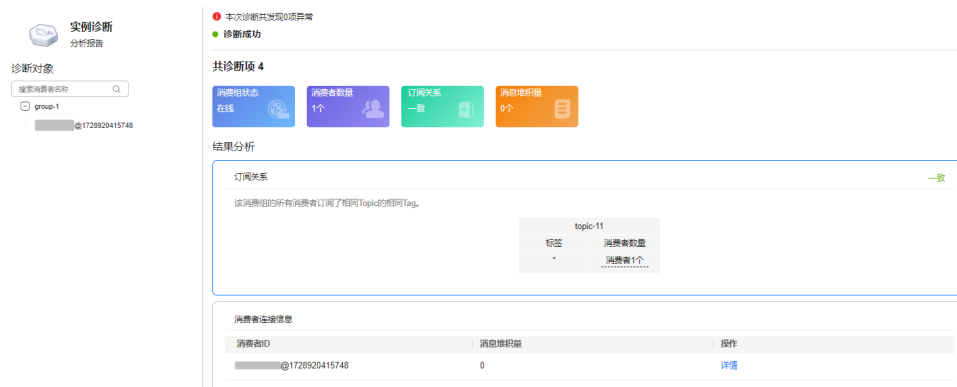 实例诊断
分析报告
诊断对象
搜索消费者名称
group-1
@1728920415748
本次诊断共发现0项异常
诊断成功
共诊断项 4
消费组状态
在线
消费者数量
1个
订阅关系
一致
消息堆积量
0个
结果分析
订阅关系
一致
该消费组的所有消费者订阅了相同Topic的相同Tag。
topic-11
标签 消费者数量
* 消费者1个
消费者连接信息
消费者ID 消息堆积量 操作
@1728920415748 0 详情